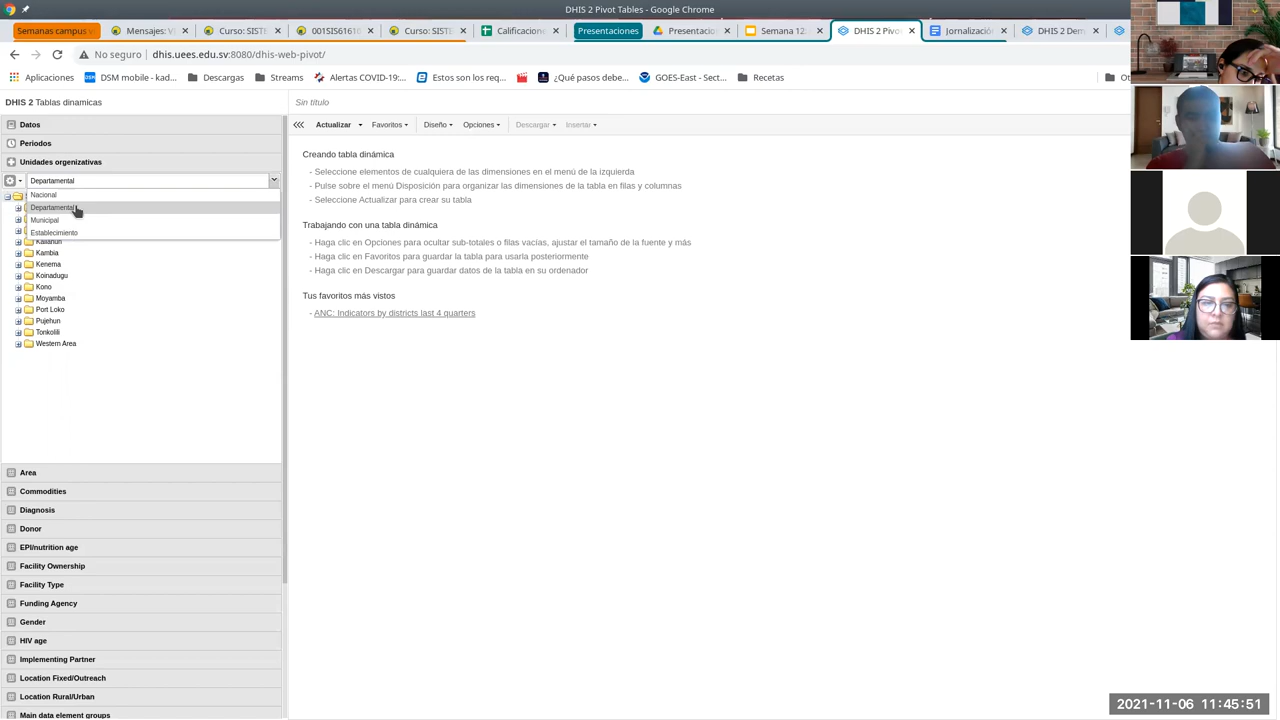 DHIS 2 Pivot Tables - Google Chrome
Semanas campus v
Mensajes: V
Curso: SISTE
001SIS61610
Curso: SISTI
Calificacione
Presentaciones
Presentacio
Semana 12.
DHIS 2 Pivo
Jornalizació
DHIS 2 Dem
No seguro
dhis.uees.edu.sv:8080/dhis-web-pivot/
Aplicaciones
DSM mobile - kad...
Descargas
Streams
Alertas COVID-19:...
Estos son los gra...
¿Qué pasos debe...
GOES-East - Sect...
Recetas
Ot
DHIS 2 Tablas dinamicas
Sin titulo
Datos
Actualizar
Favoritos
Diseño
Opciones
Descargar
Insertar
Periodos
Unidades organizativas
Departamental
Nacional
Departamental
Municipal
Establecimiento
Kailahun
Kambia
Kenema
Koinadugu
Kono
Moyamba
Port Loko
Pujehun
Tonkolili
Western Area
Creando tabla dinámica
- Seleccione elementos de cualquiera de las dimensiones en el menú de la izquierda
- Pulse sobre el menú Disposición para organizar las dimensiones de la tabla en filas y columnas
- Seleccione Actualizar para crear su tabla
Trabajando con una tabla dinámica
- Haga clic en Opciones para ocultar sub-totales o filas vacías, ajustar el tamaño de la fuente y más
- Haga clic en Favoritos para guardar la tabla para usarla posteriormente
- Haga clic en Descargar para guardar datos de la tabla en su ordenador
Tus favoritos más vistos
- ANC: Indicators by districts last 4 quarters
Area
Commodities
Diagnosis
Donor
EPI/nutrition age
Facility Ownership
Facility Type
Funding Agency
Gender
HIV age
Implementing Partner
Location Fixed/Outreach
Location Rural/Urban
Main data element groups
2021-11-06 11:45:51